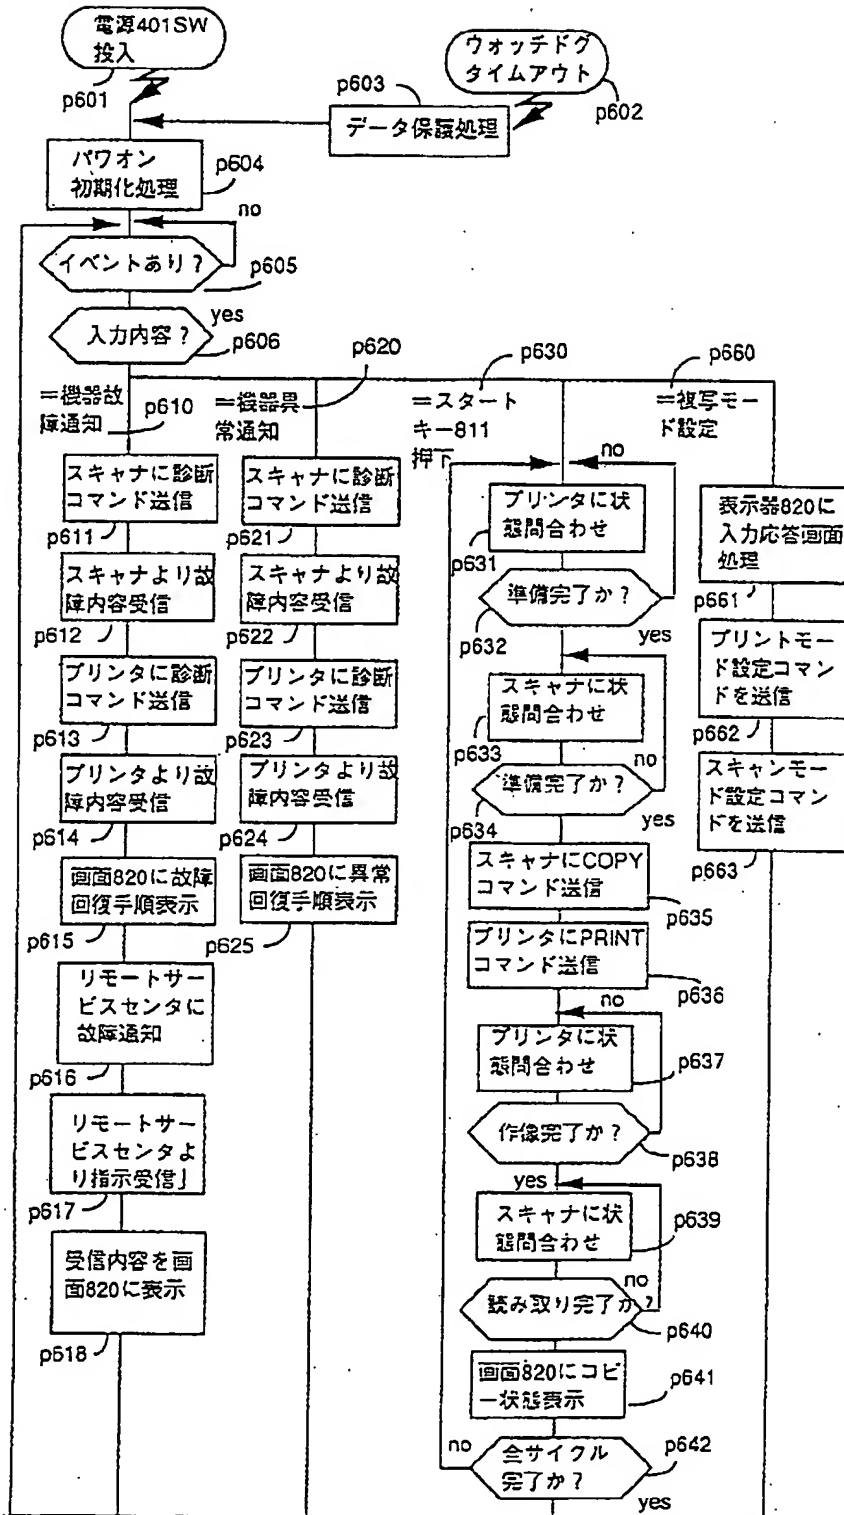 電源401SW
投入
p601
ウォッチドグ
タイムアウト
p602
p603
データ保護処理
パワオン
初期化処理
p604
no
イベントあり？
p605
yes
入力内容？
p606
＝機器故
障通知
p610
スキャナに診断
コマンド送信
p611
スキャナより故
障内容受信
p612
プリンタに診断
コマンド送信
p613
プリンタより故
障内容受信
p614
画面820に故障
回復手順表示
p615
リモートサー
ビスセンタに
故障通知
p616
リモートサー
ビスセンタよ
り指示受信」
p617
受信内容を画
面820に表示
p618
p620
＝機器異
常通知
スキャナに診断
コマンド送信
p621
スキャナより故
障内容受信
p622
プリンタに診断
コマンド送信
p623
プリンタより故
障内容受信
p624
画面820に異常
回復手順表示
p625
p630
＝スタート
キー811
押下
no
プリンタに状
態問合わせ
p631
準備完了か？
p632
yes
スキャナに状
態問合わせ
p633
no
準備完了か？
p634
yes
スキャナにCOPY
コマンド送信
p635
プリンタにPRINT
コマンド送信
p636
no
プリンタに状
態問合わせ
p637
作像完了か？
p638
yes
スキャナに状
態問合わせ
p639
no
読み取り完了か？
p640
画面820にコピ
ー状態表示
p641
no
全サイクル
完了か？
p642
yes
p660
＝複写モー
ド設定
表示器820に
入力応答画面
処理
p661
プリントモー
ド設定コマン
ドを送信
p662
スキャンモー
ド設定コマン
ドを送信
p663